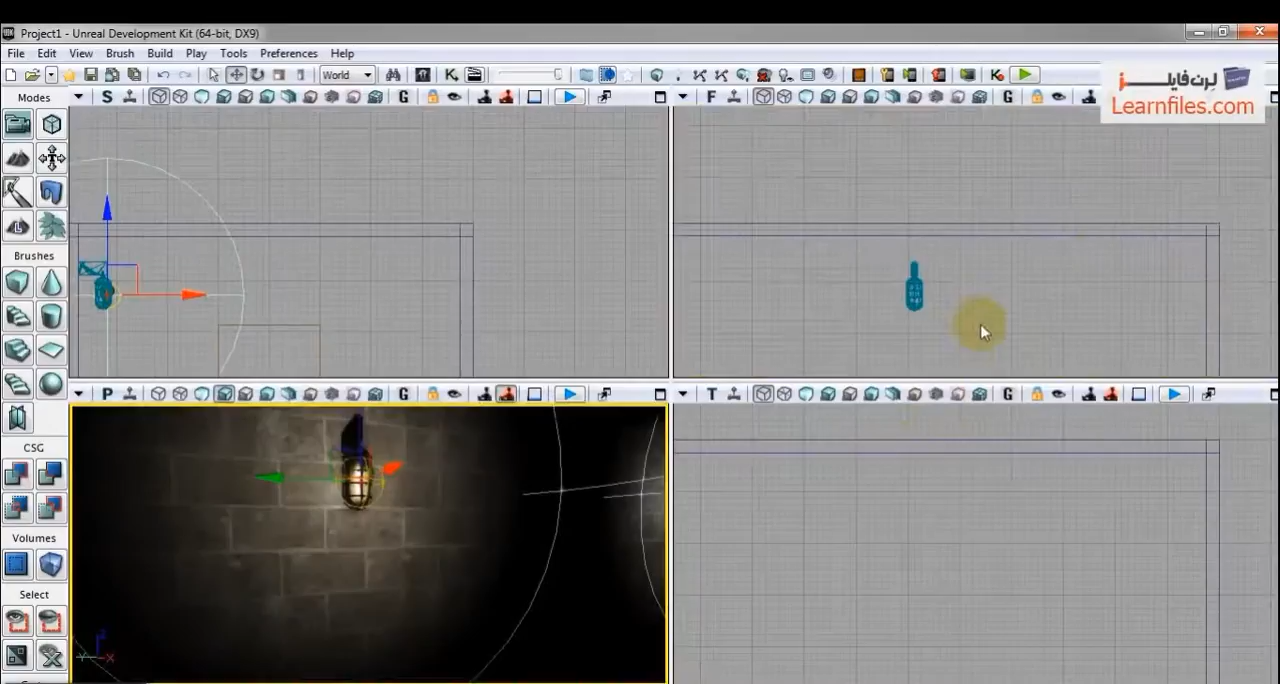 Project1 - Unreal Development Kit (64-bit, DX9)
File Edit View Brush Build Play Tools Preferences Help
World
لرن‌فایلز
Learnfiles.com
Modes
S
G
F
G
Brushes
P
G
T
G
CSG
Volumes
Select